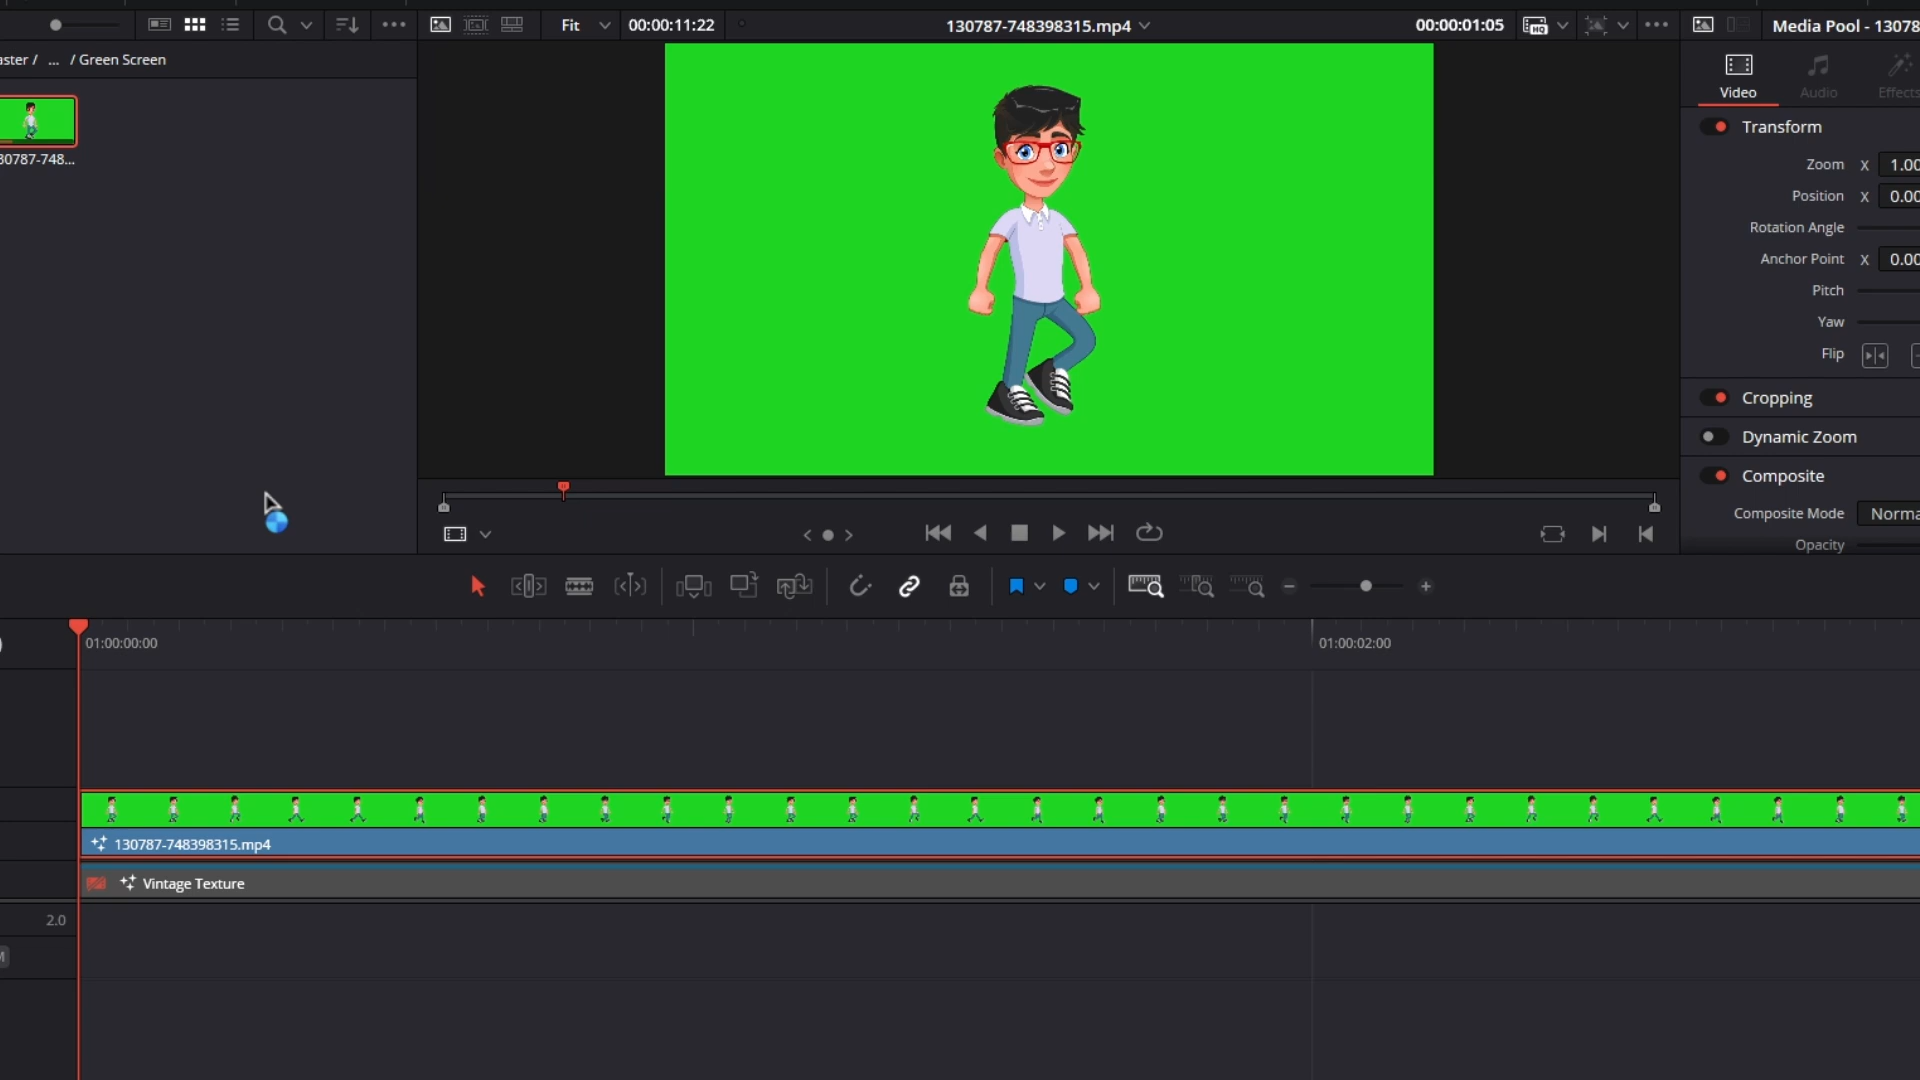 Fit
00:00:11:22
130787-748398315.mp4
00:00:01:05
Media Pool - 13078
aster / ... / Green Screen
Video
Audio
Effects
Transform
30787-748...
Zoom X 1.00
Position X 0.00
Rotation Angle
Anchor Point X 0.00
Pitch
Yaw
Flip
Cropping
Dynamic Zoom
Composite
Composite Mode Norma
Opacity
01:00:00:00
01:00:02:00
130787-748398315.mp4
Vintage Texture
2.0
M